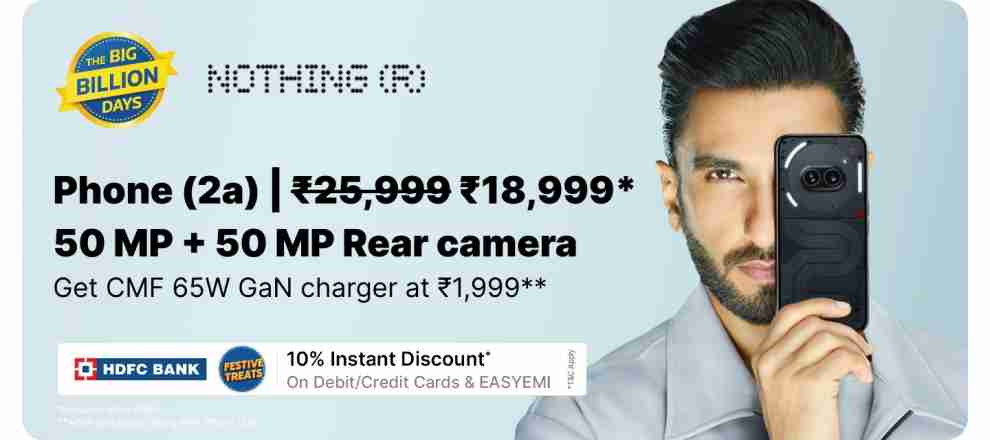 THE BIG
BILLION
DAYS
NOTHING (R)
Phone (2a) | ₹25,999 ₹18,999*
50 MP + 50 MP Rear camera
Get CMF 65W GaN charger at ₹1,999**
HDFC BANK
FESTIVE
TREATS
10% Instant Discount*
On Debit/Credit Cards & EASYEMI
*T&C Apply